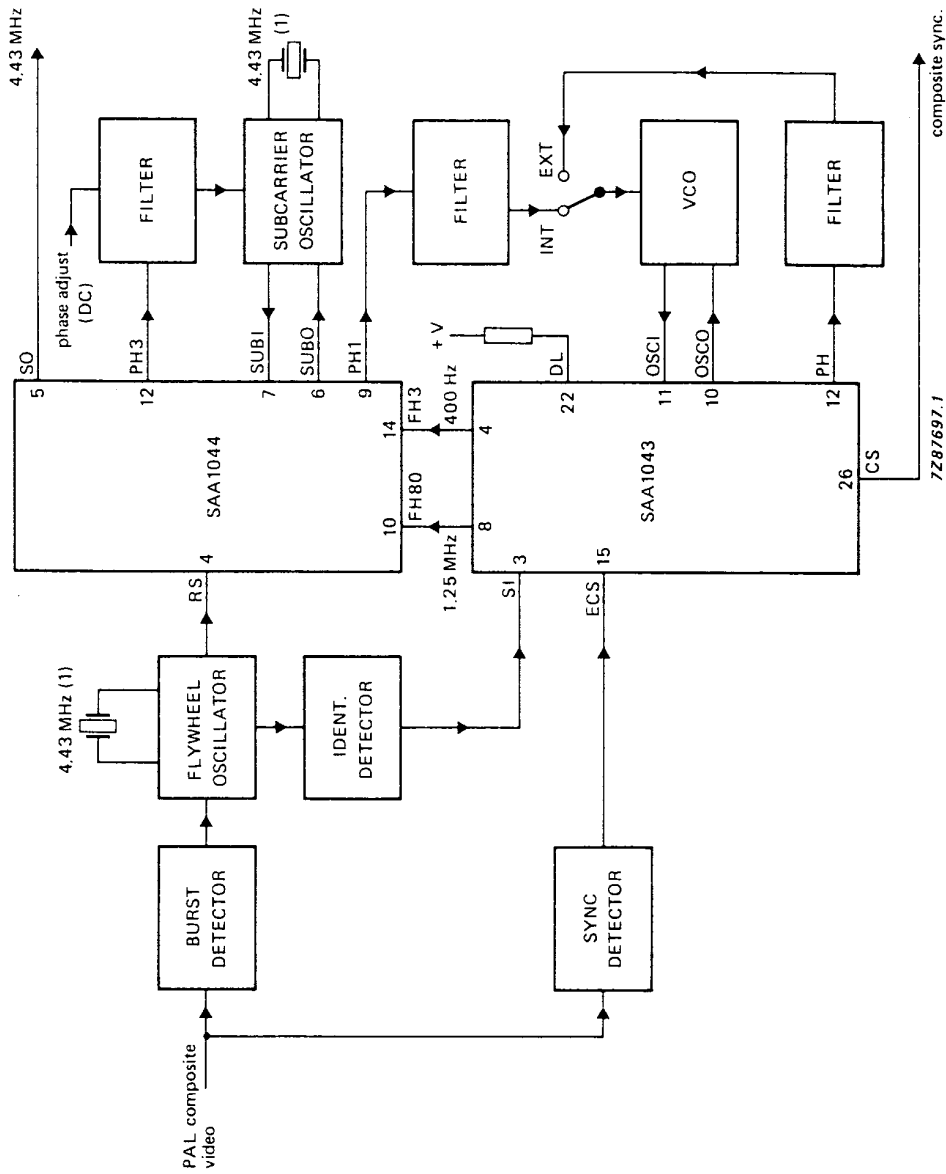 PAL composite
video
BURST
DETECTOR
4.43 MHz (1)
FLYWHEEL
OSCILLATOR
IDENT.
DETECTOR
SYNC
DETECTOR
RS
4
SAA1044
5
SO
4.43 MHz
phase adjust
(DC)
FILTER
12
PH3
SUBCARRIER
OSCILLATOR
4.43 MHz
(1)
7
SUBI
6
SUBO
9
PH1
10
FH80
14
FH3
1.25 MHz
400 Hz
FILTER
INT
EXT
VCO
FILTER
SI
3
ECS
15
8
4
SAA1043
22
DL
+ V
11
OSCI
10
OSCO
12
PH
26
CS
composite sync.
7Z87697.1